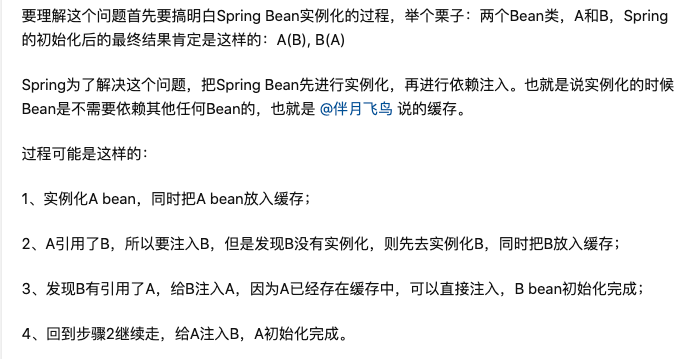 要理解这个问题首先要搞明白Spring Bean实例化的过程，举个栗子：两个Bean类，A和B，Spring
的初始化后的最终结果肯定是这样的：A(B), B(A)
Spring为了解决这个问题，把Spring Bean先进行实例化，再进行依赖注入。也就是说实例化的时候
Bean是不需要依赖其他任何Bean的，也就是 @伴月飞鸟 说的缓存。
过程可能是这样的：
1、实例化A bean，同时把A bean放入缓存；
2、A引用了B，所以要注入B，但是发现B没有实例化，则先去实例化B，同时把B放入缓存；
3、发现B有引用了A，给B注入A，因为A已经存在缓存中，可以直接注入，B bean初始化完成；
4、回到步骤2继续走，给A注入B，A初始化完成。